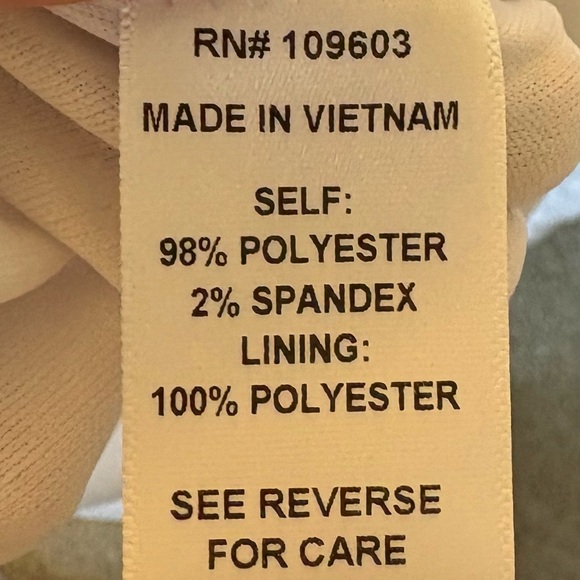 RN# 109603
MADE IN VIETNAM
SELF:
98% POLYESTER
2% SPANDEX
LINING:
100% POLYESTER
SEE REVERSE
FOR CARE